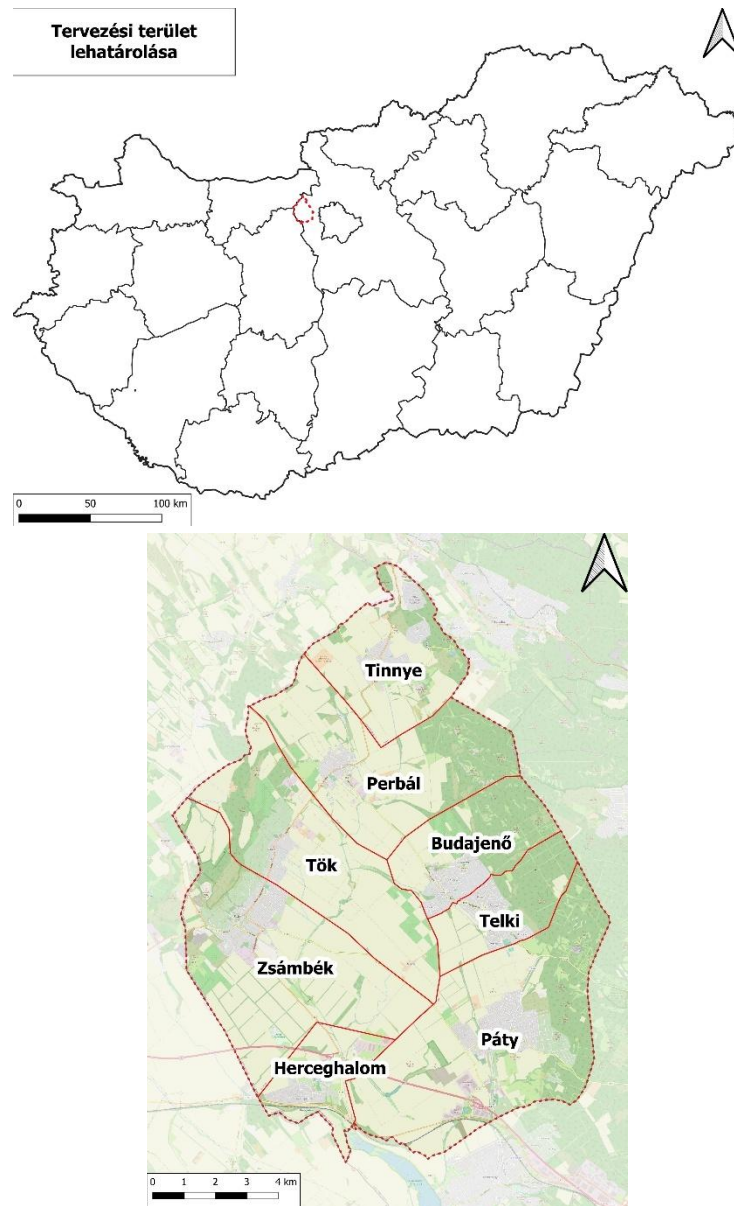 Tervezési terület
lehatárolása
0 50 100 km
Tinnye
Perbál
Budajenő
Tök
Telki
Zsámbék
Páty
Herceghalom
0 1 2 3 4 km